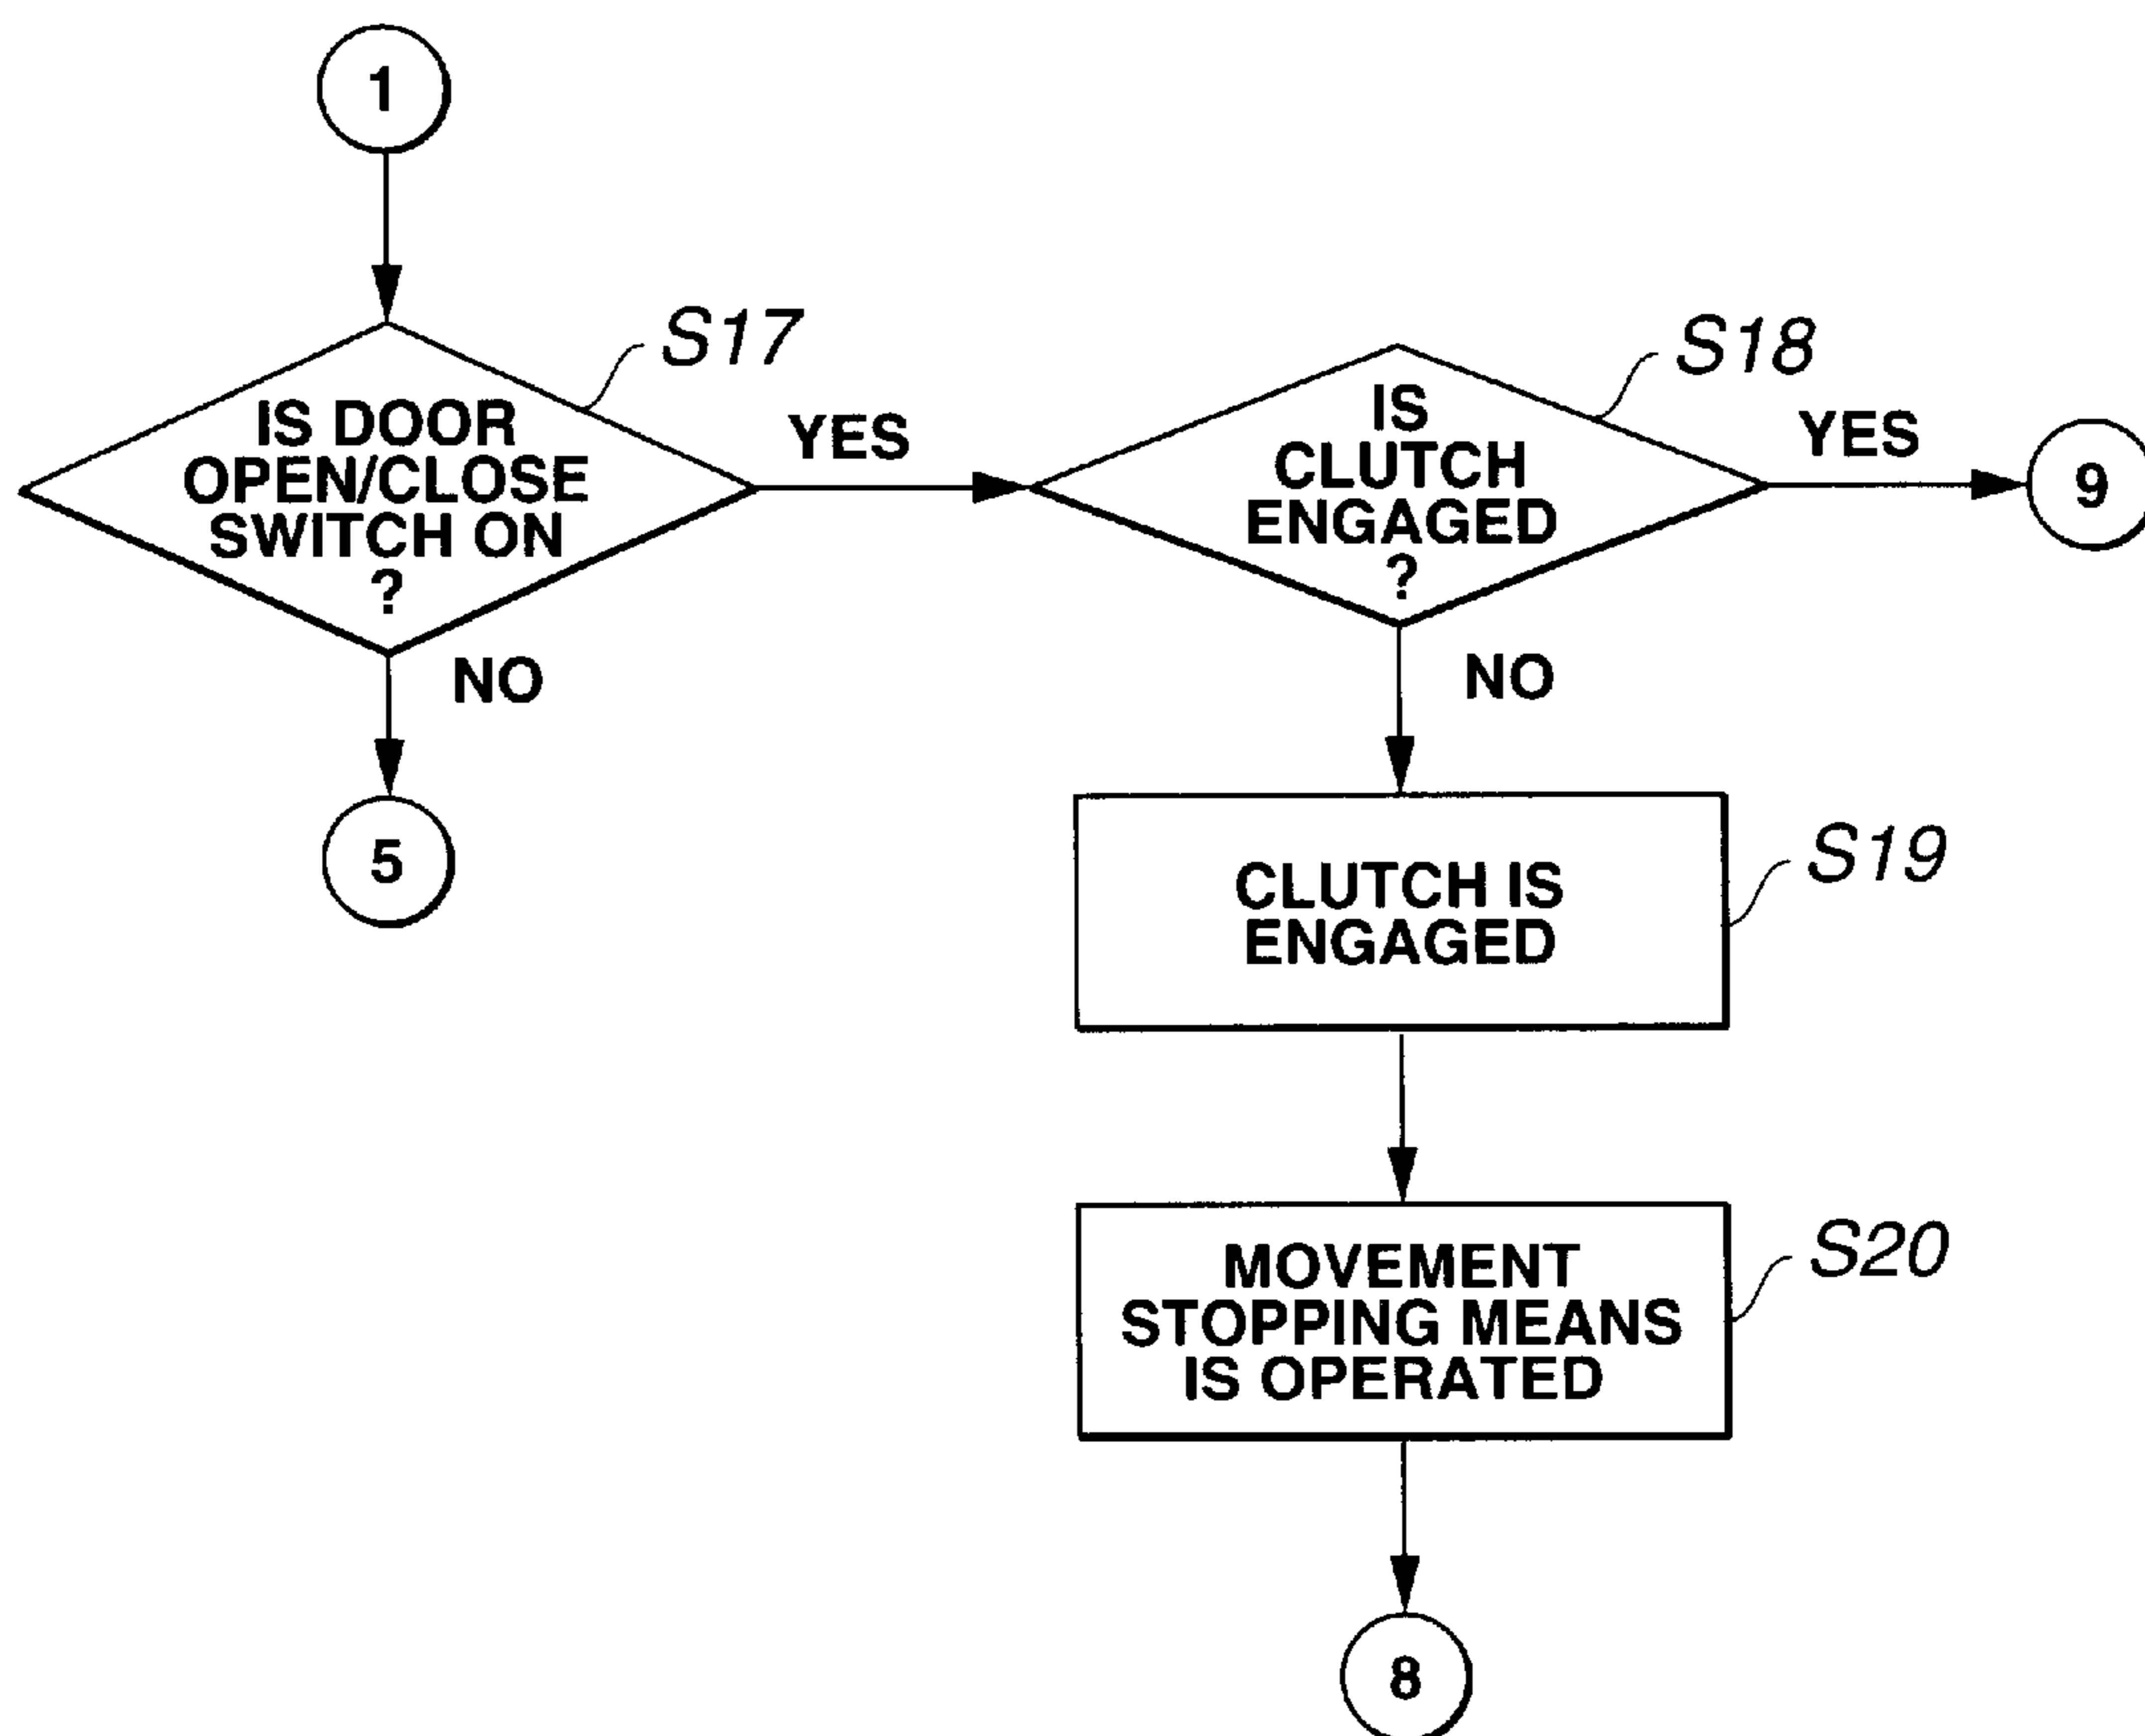 1
S17
IS DOOR
OPEN/CLOSE
SWITCH ON
?
YES
NO
5
S18
IS
CLUTCH
ENGAGED
?
YES
9
NO
CLUTCH IS
ENGAGED
S19
MOVEMENT
STOPPING MEANS
IS OPERATED
S20
8